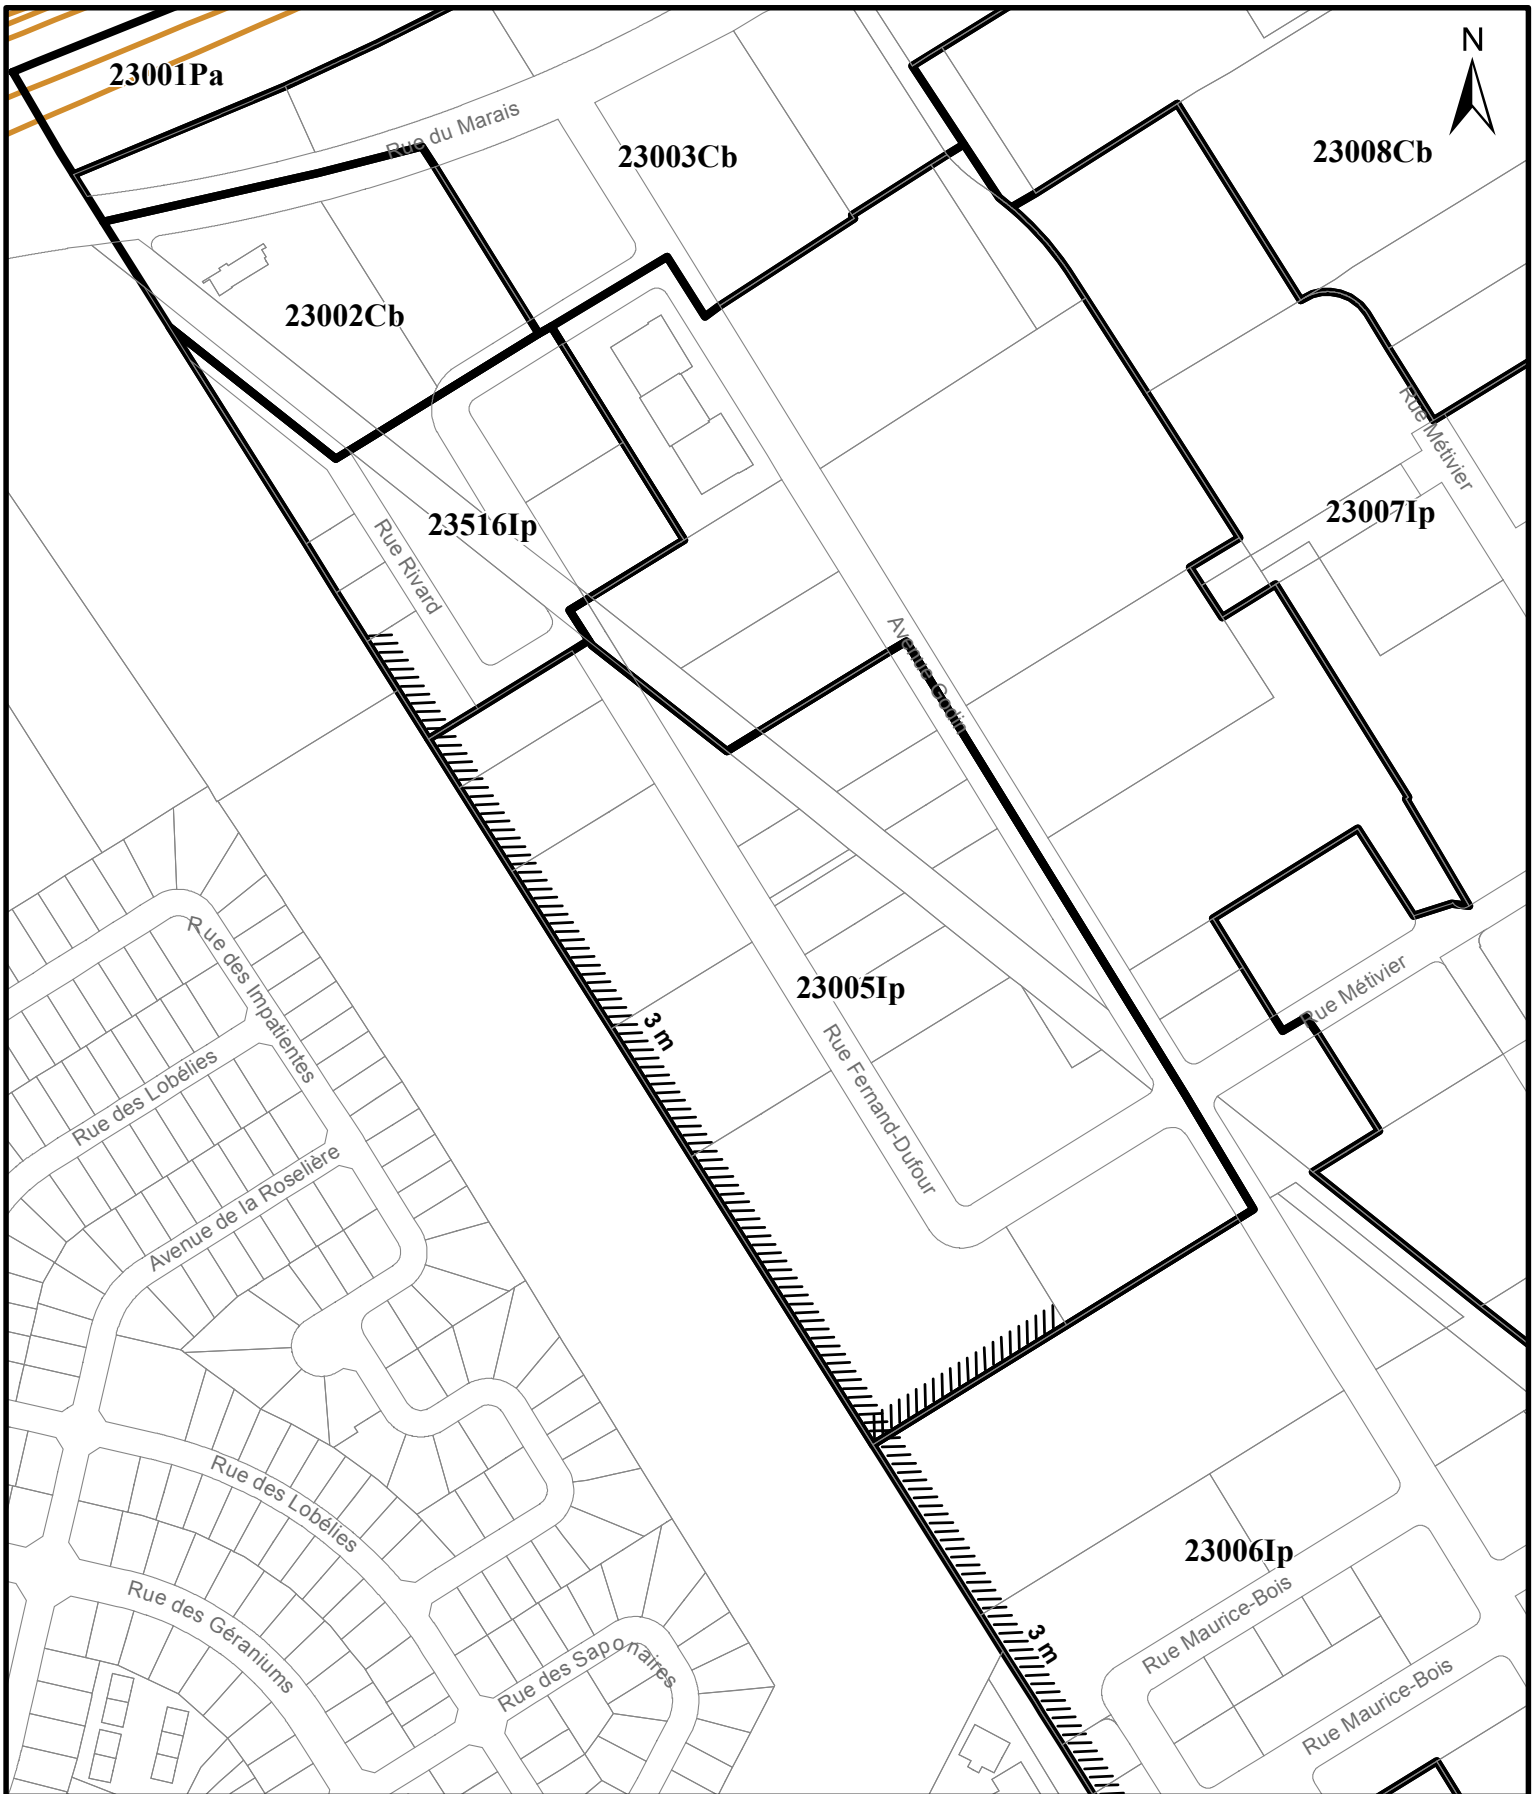 N
23001Pa
Rue du Marais
23003Cb
23008Cb
23002Cb
Rue Métivier
23516Ip
23007Ip
Rue Rivard
Avenue Godin
Rue des Impatientes
23005Ip
Rue Métivier
3 m
Rue des Lobélies
Rue Fernand-Dufour
Avenue de la Roselière
Rue des Lobélies
23006Ip
Rue des Géraniums
Rue Maurice-Bois
3 m
Rue des Saponaires
Rue Maurice-Bois